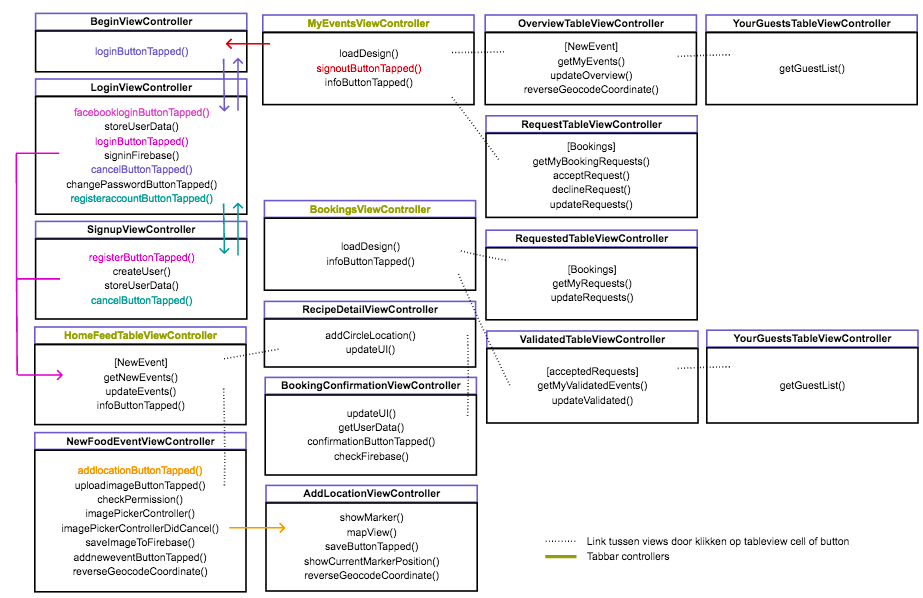 BeginViewController
loginButtonTapped()
LoginViewController
facebookloginButtonTapped()
storeUserData()
loginButtonTapped()
signinFirebase()
cancelButtonTapped()
changePasswordButtonTapped()
registeraccountButtonTapped()
SignupViewController
registerButtonTapped()
createUser()
storeUserData()
cancelButtonTapped()
HomeFeedTableViewController
[NewEvent]
getNewEvents()
updateEvents()
infoButtonTapped()
NewFoodEventViewController
addlocationButtonTapped()
uploadimageButtonTapped()
checkPermission()
imagePickerController()
imagePickerControllerDidCancel()
saveImageToFirebase()
addneweventButtonTapped()
reverseGeocodeCoordinate()
MyEventsViewController
loadDesign()
signoutButtonTapped()
infoButtonTapped()
BookingsViewController
loadDesign()
infoButtonTapped()
RecipeDetailViewController
addCircleLocation()
updateUI()
BookingConfirmationViewController
updateUI()
getUserData()
confirmationButtonTapped()
checkFirebase()
AddLocationViewController
showMarker()
mapView()
saveButtonTapped()
showCurrentMarkerPosition()
reverseGeocodeCoordinate()
OverviewTableViewController
[NewEvent]
getMyEvents()
updateOverview()
reverseGeocodeCoordinate()
RequestTableViewController
[Bookings]
getMyBookingRequests()
acceptRequest()
declineRequest()
updateRequests()
RequestedTableViewController
[Bookings]
getMyRequests()
updateRequests()
ValidatedTableViewController
[acceptedRequests]
getMyValidatedEvents()
updateValidated()
YourGuestsTableViewController
getGuestList()
YourGuestsTableViewController
getGuestList()
Link tussen views door klikken op tableview cell of button
Tabbar controllers